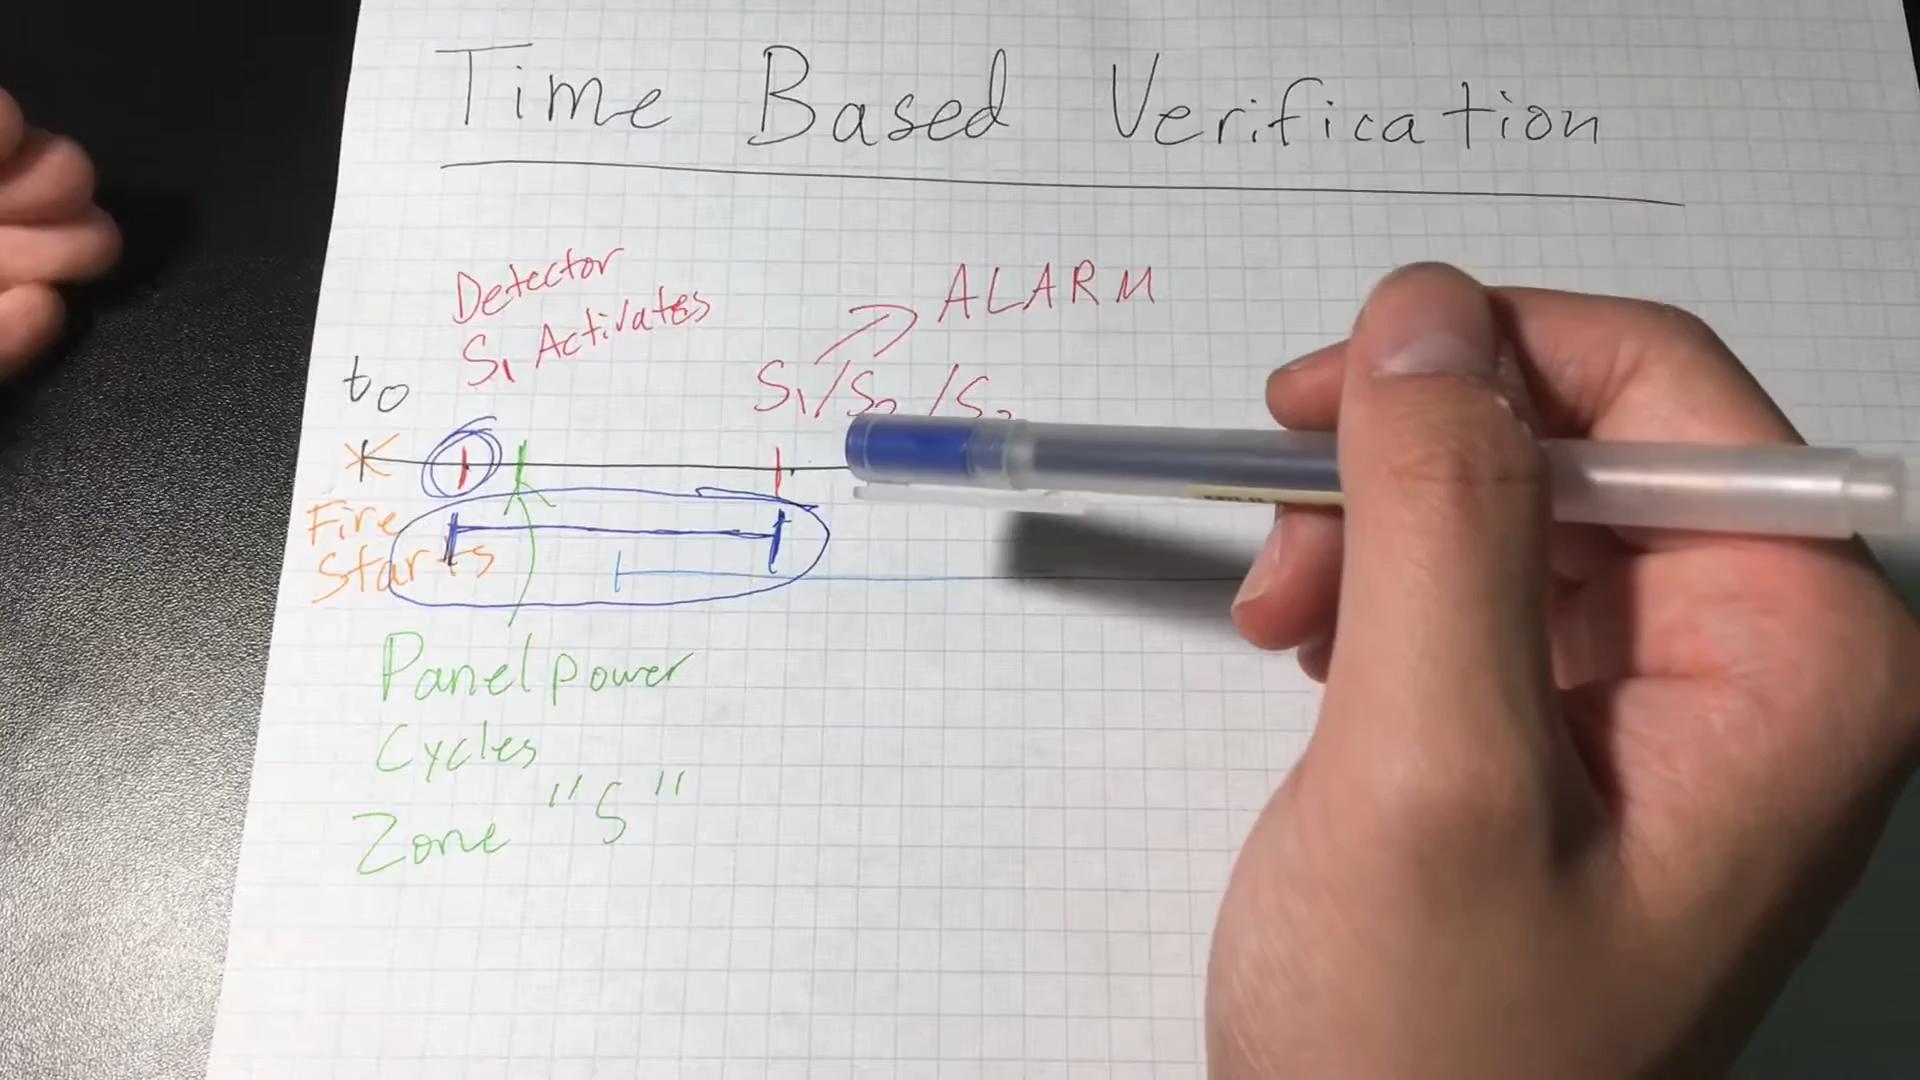 Time Based Verification
Detector
S1 Activates
ALARM
S1/S2/S
t0
Fire
Starts
Panel power
Cycles
Zone "S"